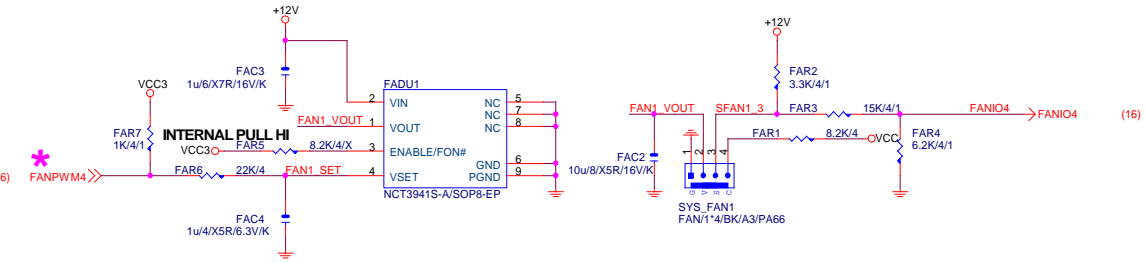 +12V
FAC3
1u/6/X7R/16V/K
VCC3
FAR7
1K/4/1
INTERNAL PULL HI
VCC3
FAR5
8.2K/4/X
*
6)
FANPWM4
FAR6
22K/4
FAN1_SET
FAC4
1u/4/X5R/6.3V/K
FAN1_VOUT
FADU1
2
VIN
1
VOUT
3
ENABLE/FON#
4
VSET
NC
5
NC
7
NC
8
GND
6
PGND
9
NCT3941S-A/SOP8-EP
+12V
FAR2
3.3K/4/1
FAN1_VOUT
SFAN1_3
FAR3
15K/4/1
FANIO4
FANIO4
(16)
FAR1
8.2K/4
VCC
FAR4
6.2K/4/1
FAC2
10u/8/X5R/16V/K
1
2
3
4
G
V
S
C
SYS_FAN1
FAN/1*4/BK/A3/PA66